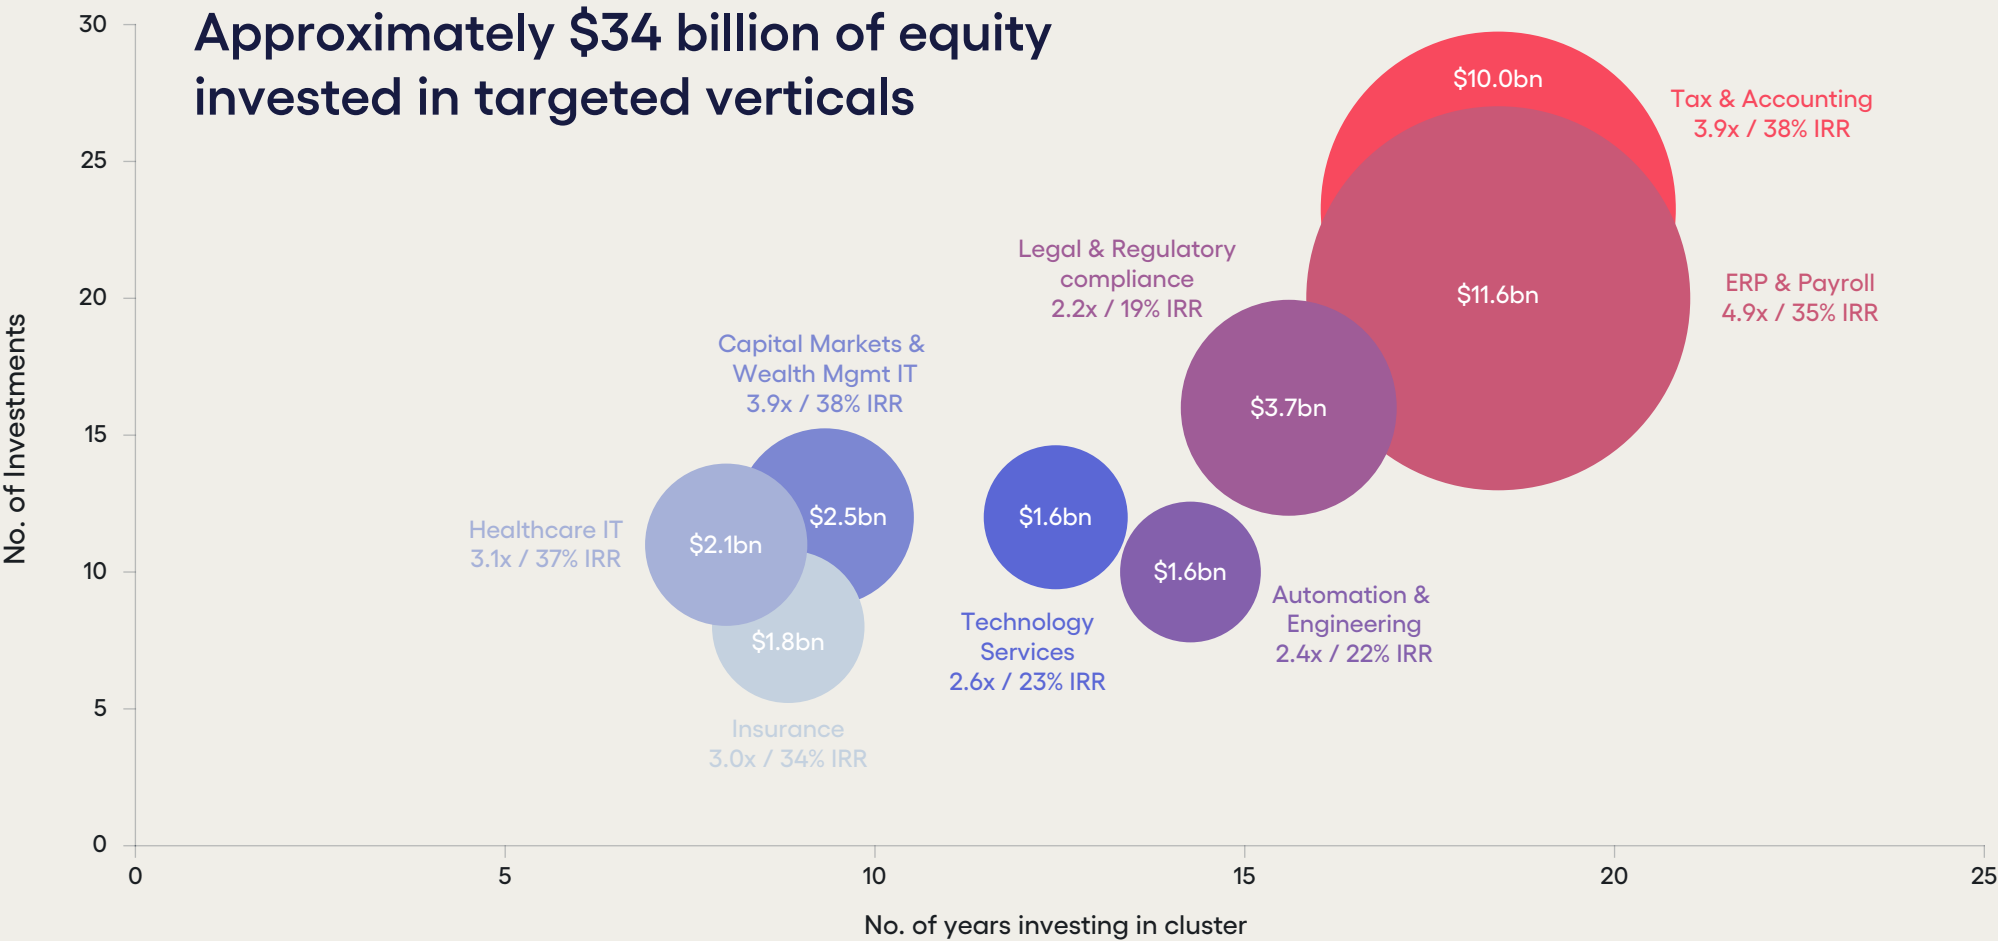 Approximately $34 billion of equity
invested in targeted verticals
No. of Investments
30
25
20
15
10
5
0
$10.0bn
Tax & Accounting
3.9x / 38% IRR
$11.6bn
ERP & Payroll
4.9x / 35% IRR
Legal & Regulatory
compliance
2.2x / 19% IRR
$3.7bn
Capital Markets &
Wealth Mgmt IT
3.9x / 38% IRR
$2.5bn
Healthcare IT
3.1x / 37% IRR
$2.1bn
$1.8bn
Insurance
3.0x / 34% IRR
$1.6bn
Technology
Services
2.6x / 23% IRR
$1.6bn
Automation &
Engineering
2.4x / 22% IRR
0
5
10
15
20
25
No. of years investing in cluster